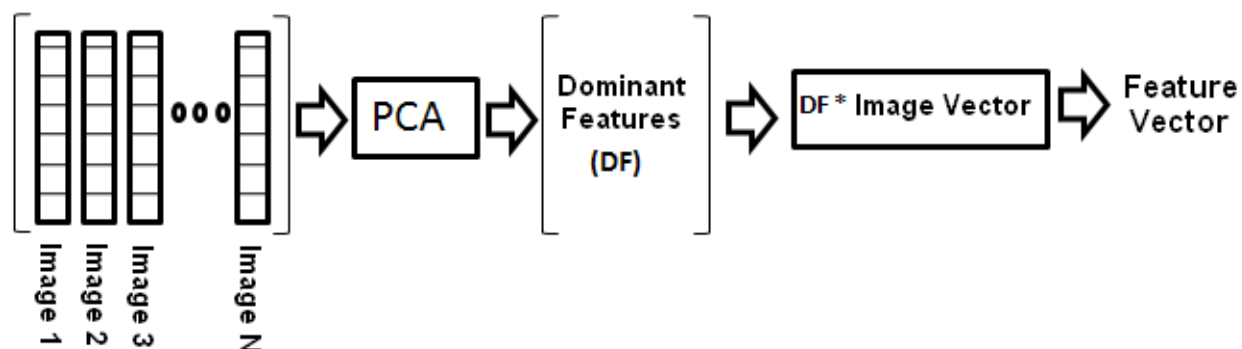 Image 1
Image 2
Image 3
Image N
PCA
Dominant
Features
(DF)
DF * Image Vector
Feature
Vector